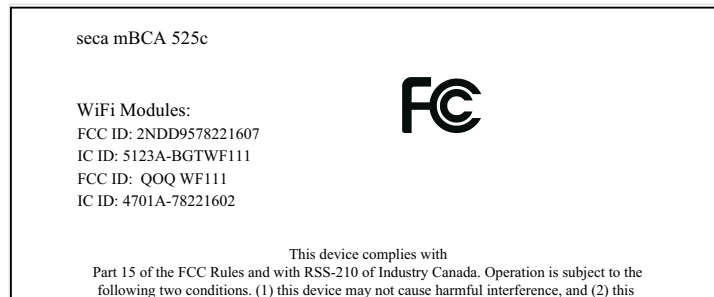 seca mBCA 525c
FC
WiFi Modules:
FCC ID: 2NDD9578221607
IC ID: 5123A-BGTWF111
FCC ID: QOQ WF111
IC ID: 4701A-78221602
This device complies with
Part 15 of the FCC Rules and with RSS-210 of Industry Canada. Operation is subject to the
following two conditions. (1) this device may not cause harmful interference, and (2) this